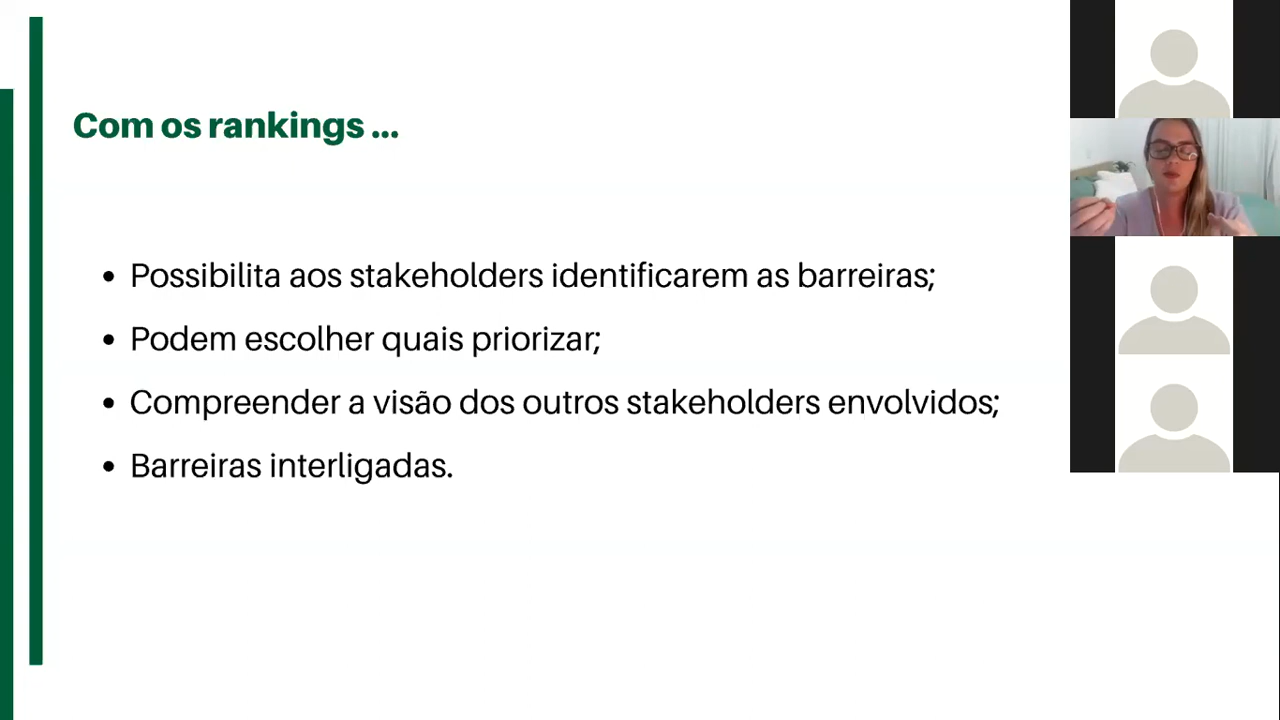 Com os rankings ...
• Possibilita aos stakeholders identificarem as barreiras;
• Podem escolher quais priorizar;
• Compreender a visão dos outros stakeholders envolvidos;
• Barreiras interligadas.